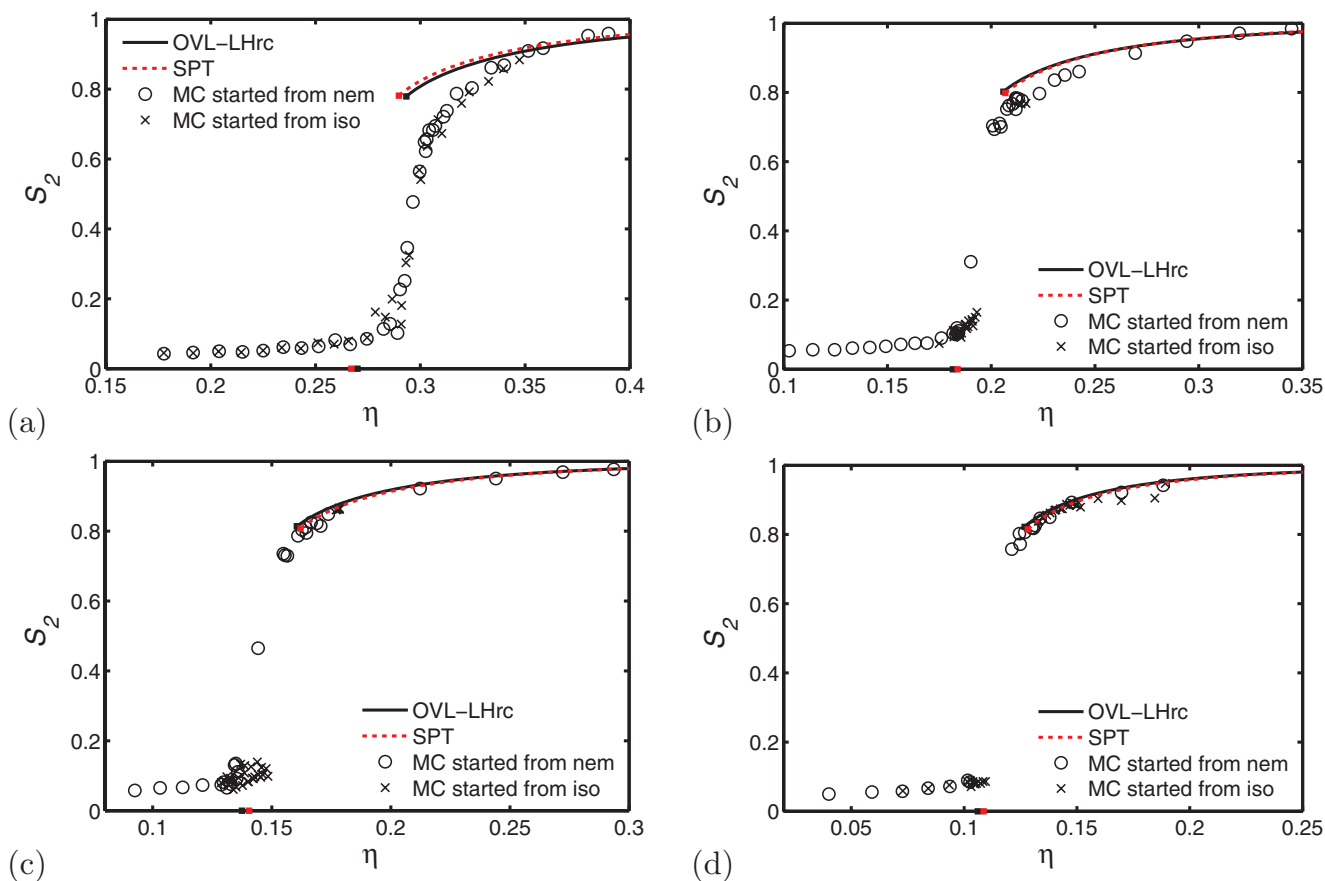 1
0.8
0.6
0.4
0.2
0
S2
OVL−LHrc
SPT
MC started from nem
MC started from iso
0.15 0.2 0.25 0.3 0.35 0.4
η
(a)
1
0.8
0.6
0.4
0.2
0
S2
OVL−LHrc
SPT
MC started from nem
MC started from iso
0.1 0.15 0.2 0.25 0.3 0.35
η
(b)
1
0.8
0.6
0.4
0.2
0
S2
OVL−LHrc
SPT
MC started from nem
MC started from iso
0.1 0.15 0.2 0.25 0.3
η
(c)
1
0.8
0.6
0.4
0.2
0
S2
OVL−LHrc
SPT
MC started from nem
MC started from iso
0.05 0.1 0.15 0.2 0.25
η
(d)